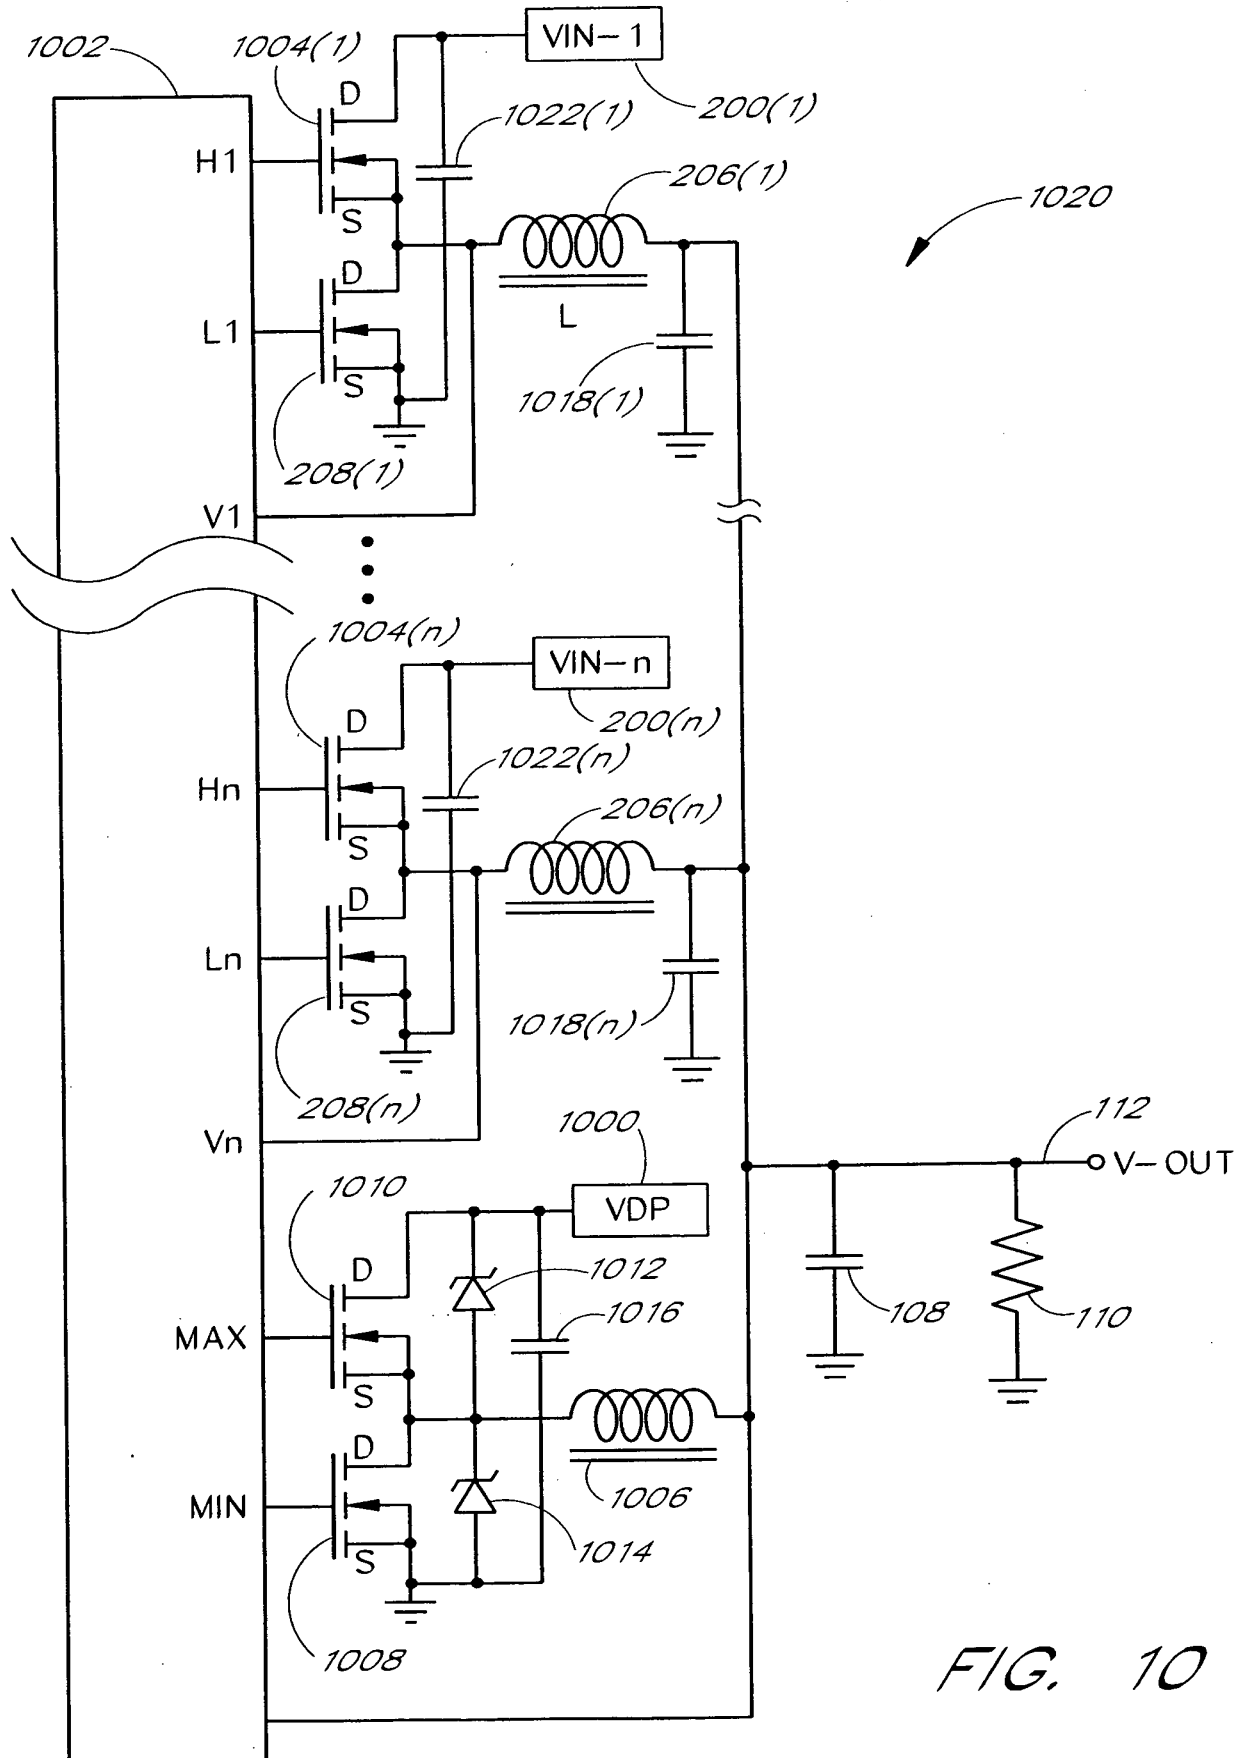 1002
1004(1)
VIN-1
D
1022(1)
200(1)
H1
206(1)
S
1020
D
L1
L
S
1018(1)
208(1)
V1
1004(n)
VIN-n
D
200(n)
1022(n)
Hn
206(n)
S
D
Ln
S
1018(n)
208(n)
1000
112
Vn
V-OUT
1010
VDP
D
1012
1016
108
110
MAX
S
D
MIN
1006
S
1014
1008
FIG. 10